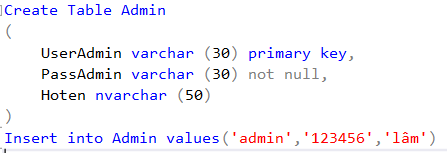 Create Table Admin
(
UserAdmin varchar (30) primary key,
PassAdmin varchar (30) not null,
Hoten nvarchar (50)
)
Insert into Admin values('admin','123456','lâm')